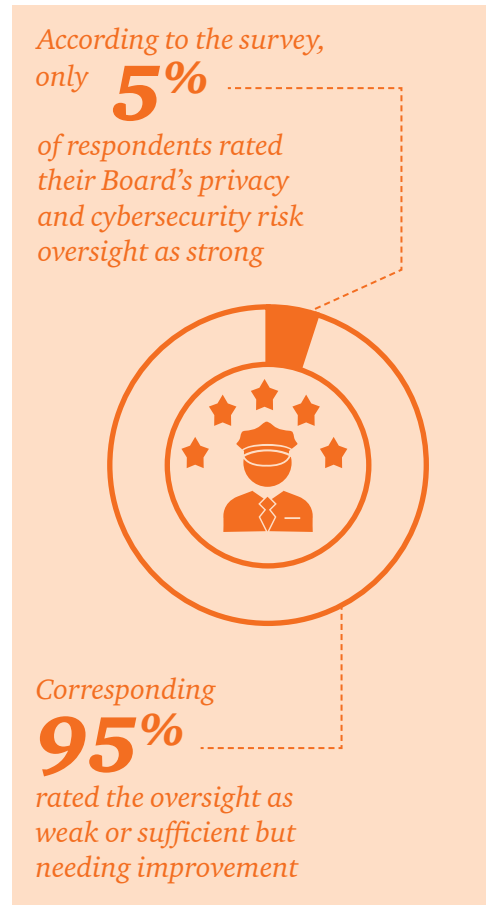 According to the survey,
only 5%
of respondents rated
their Board’s privacy
and cybersecurity risk
oversight as strong
Corresponding
95%
rated the oversight as
weak or sufficient but
needing improvement